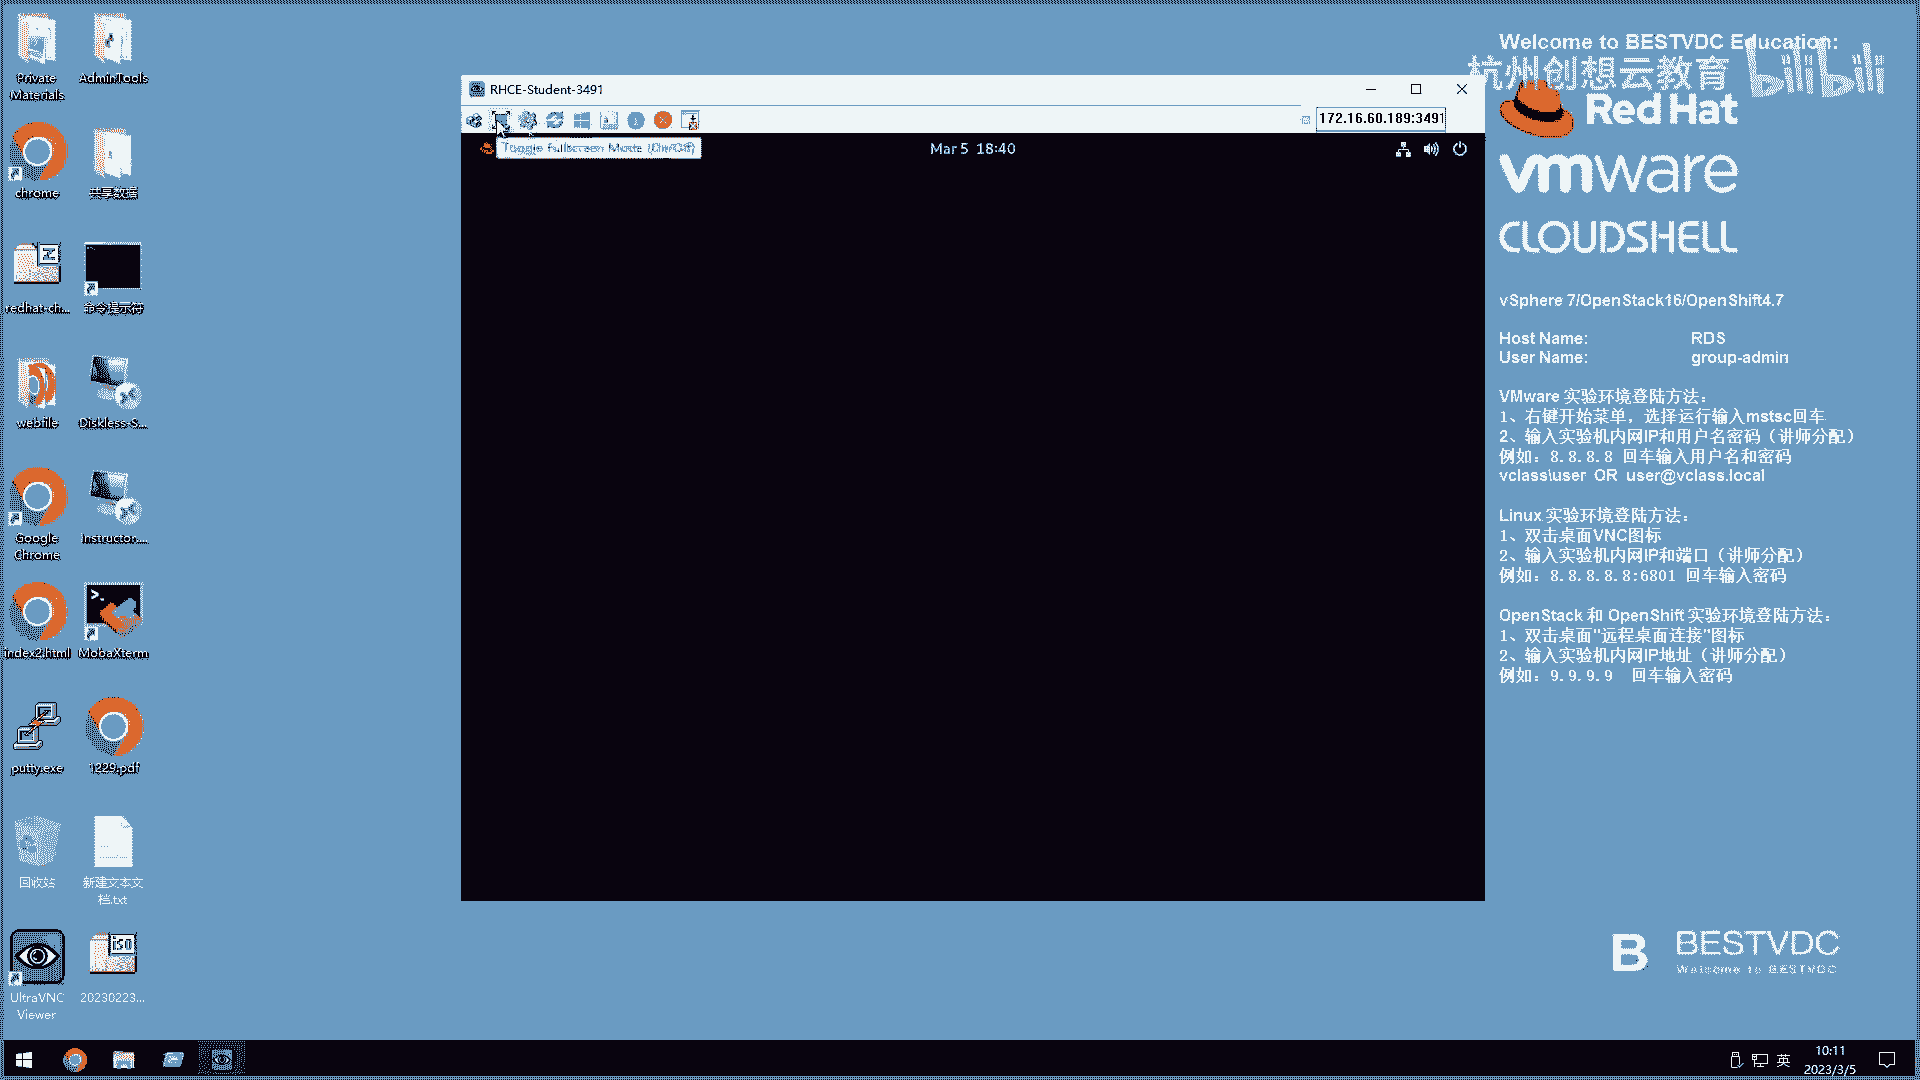 Private
Materials
AdminTools
chrome
共享数据
redhat-ch...
命令提示符
webfile
Diskless-S...
Google
Chrome
Instructor....
index2.html
MobaXterm
putty.exe
1229.pdf
回收站
新建文本文
档.txt
ISO
UltraVNC
Viewer
20230223...
RHCE-Student-3491
172.16.60.189:3491
Toggle Fullscreen Mode (On/Off)
Mar 5 18:40
Welcome to BESTVDC Education:
杭州创想云教育
bilibili
Red Hat
vmware
CLOUDSHELL
vSphere 7/OpenStack16/OpenShift4.7
Host Name: RDS
User Name: group-admin
VMware 实验环境登陆方法：
1、右键开始菜单，选择运行输入mstsc回车
2、输入实验机内网IP和用户名密码（讲师分配）
例如：8.8.8.8 回车输入用户名和密码
vclass\user OR user@vclass.local
Linux 实验环境登陆方法：
1、双击桌面VNC图标
2、输入实验机内网IP和端口（讲师分配）
例如：8.8.8.8.8:6801 回车输入密码
OpenStack 和 OpenShift 实验环境登陆方法：
1、双击桌面"远程桌面连接"图标
2、输入实验机内网IP地址（讲师分配）
例如：9.9.9.9 回车输入密码
B BESTVDC
Welcome to BESTVDC
英
10:11
2023/3/5